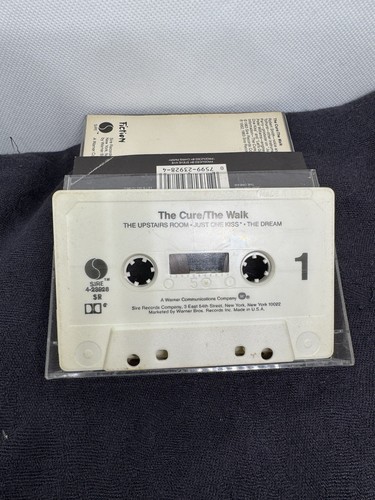 Fiction
7599-23928-4
The Cure/The Walk
THE UPSTAIRS ROOM • JUST ONE KISS* • THE DREAM
SIRE
4-23928
SR
1
A Warner Communications Company
Sire Records Company, 3 East 54th Street, New York, New York 10022
Marketed by Warner Bros. Records Inc. Made in U.S.A.